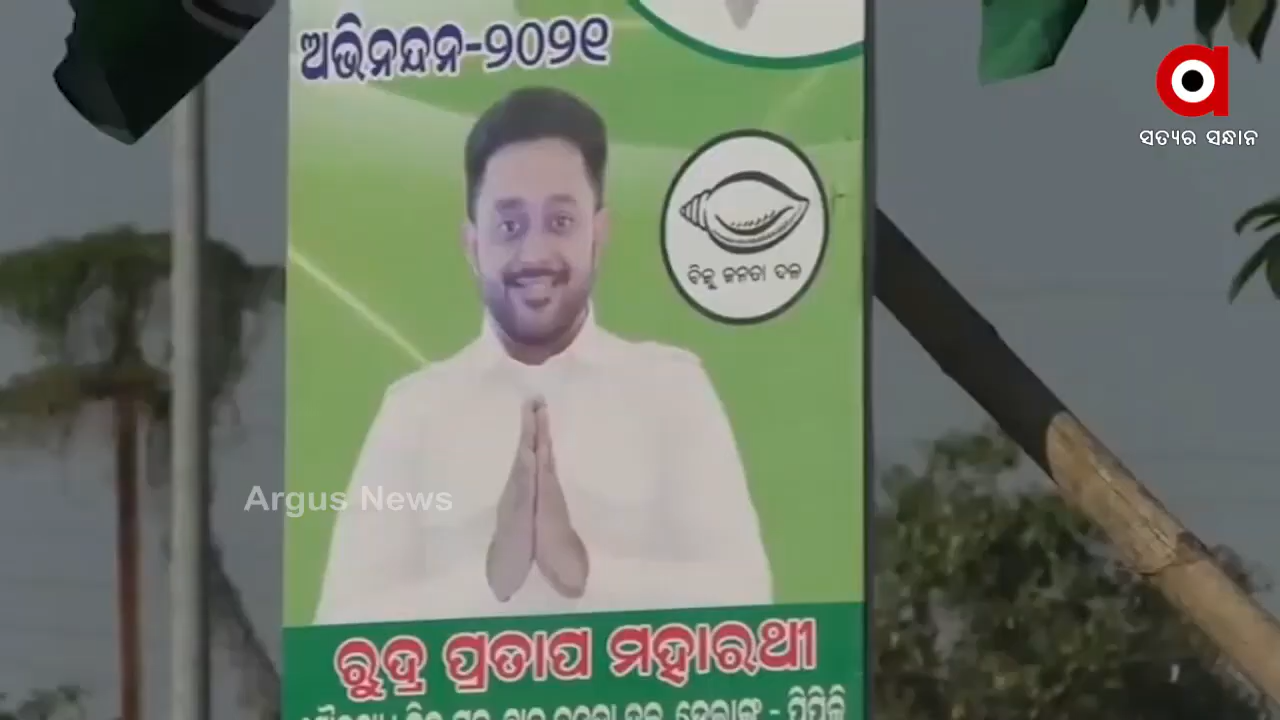 ଅଭିନନ୍ଦନ-୨୦୨୧
ସତ୍ୟର ସନ୍ଧାନ
ବିଜୁ ଜନତା ଦଳ
Argus News
ରୁଦ୍ର ପ୍ରତାପ ମହାରଥୀ
ଦେଲାଙ୍ଗ - ପିପିଲି